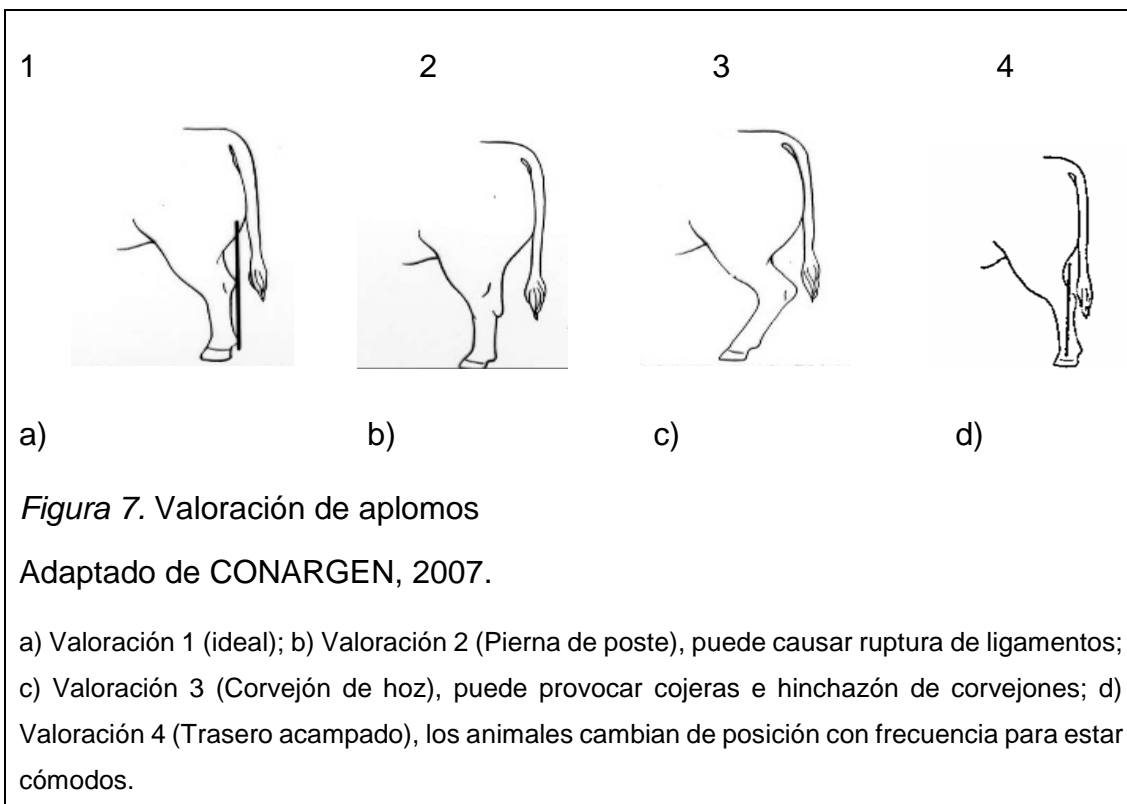 1 2 3 4
a) b) c) d)
Figura 7. Valoración de aplomos
Adaptado de CONARGEN, 2007.
a) Valoración 1 (ideal); b) Valoración 2 (Pierna de poste), puede causar ruptura de ligamentos;
c) Valoración 3 (Corvejón de hoz), puede provocar cojeras e hinchazón de corvejones; d)
Valoración 4 (Trasero acampado), los animales cambian de posición con frecuencia para estar
cómodos.